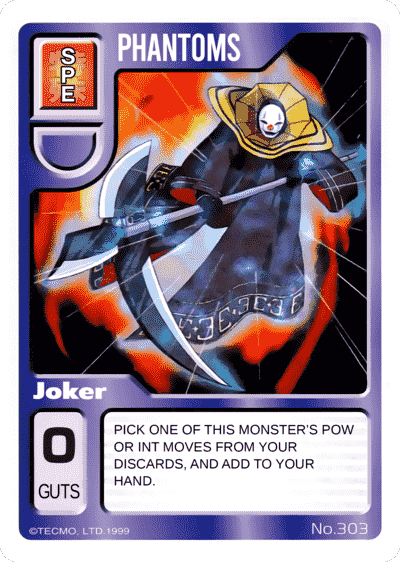 SPE
PHANTOMS
Joker
0
GUTS
PICK ONE OF THIS MONSTER'S POW
OR INT MOVES FROM YOUR
DISCARDS, AND ADD TO YOUR
HAND.
©TECMO, LTD.1999
No.303